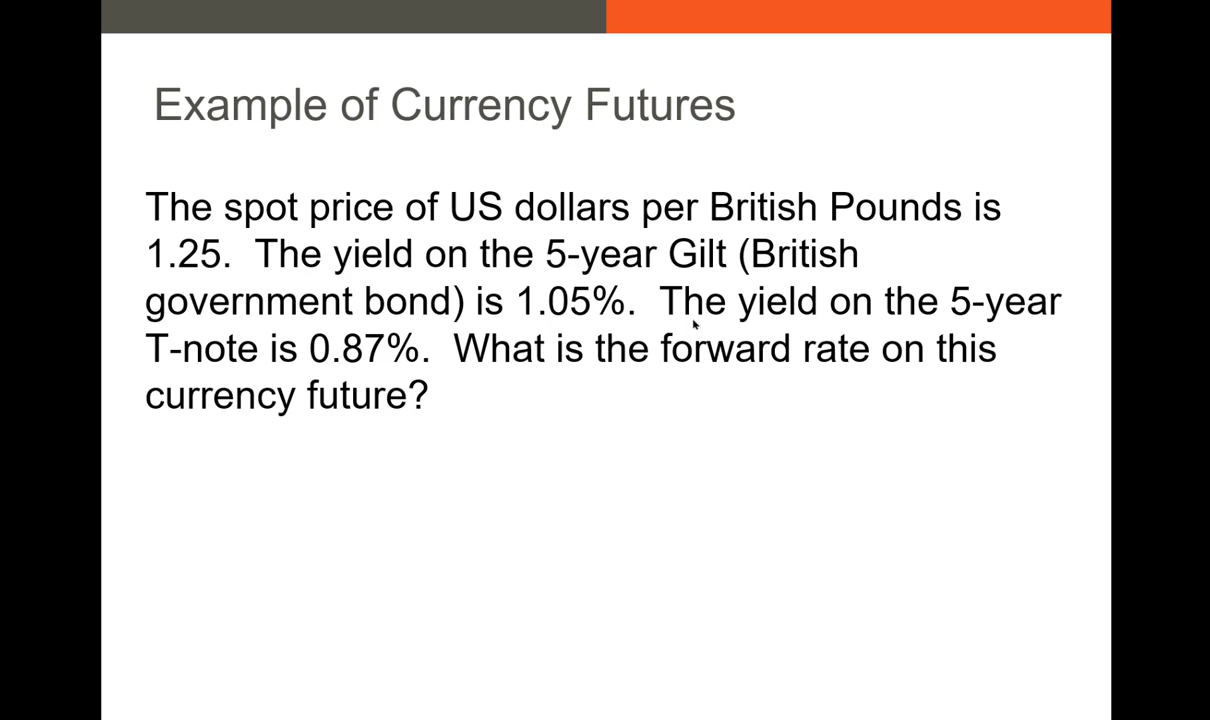 Example of Currency Futures
The spot price of US dollars per British Pounds is
1.25.  The yield on the 5-year Gilt (British
government bond) is 1.05%.  The yield on the 5-year
T-note is 0.87%.  What is the forward rate on this
currency future?